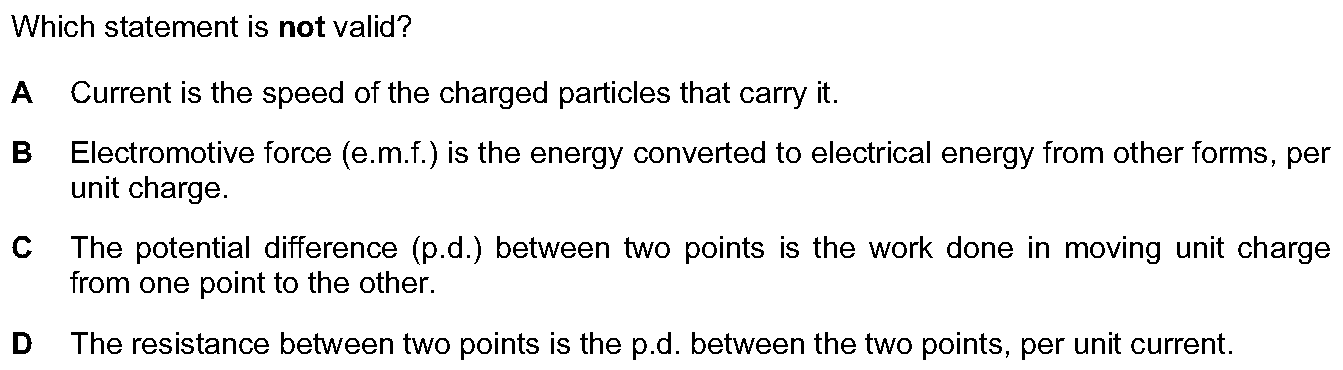 Which statement is not valid?
A Current is the speed of the charged particles that carry it.
B Electromotive force (e.m.f.) is the energy converted to electrical energy from other forms, per
unit charge.
C The potential difference (p.d.) between two points is the work done in moving unit charge
from one point to the other.
D The resistance between two points is the p.d. between the two points, per unit current.